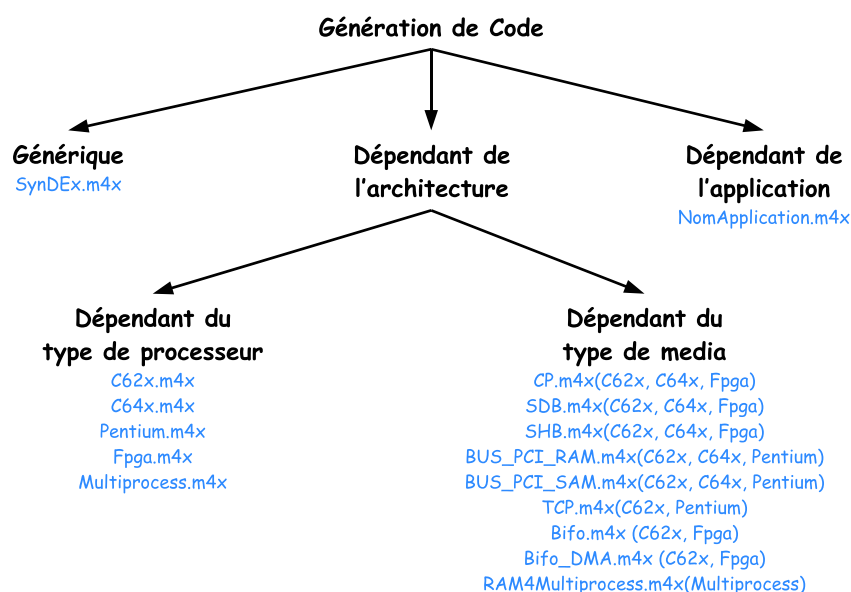 Génération de Code
Générique
SynDEx.m4x
Dépendant de
l'architecture
Dépendant de
l'application
NomApplication.m4x
Dépendant du
type de processeur
C62x.m4x
C64x.m4x
Pentium.m4x
Fpga.m4x
Multiprocess.m4x
Dépendant du
type de media
CP.m4x(C62x, C64x, Fpga)
SDB.m4x(C62x, C64x, Fpga)
SHB.m4x(C62x, C64x, Fpga)
BUS_PCI_RAM.m4x(C62x, C64x, Pentium)
BUS_PCI_SAM.m4x(C62x, C64x, Pentium)
TCP.m4x(C62x, Pentium)
Bifo.m4x (C62x, Fpga)
Bifo_DMA.m4x (C62x, Fpga)
RAM4Multiprocess.m4x(Multiprocess)